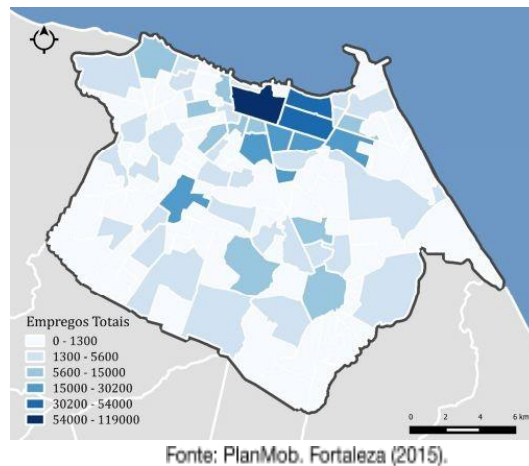 Empregos Totais
0 - 1300
1300 - 5600
5600 - 15000
15000 - 30200
30200 - 54000
54000 - 119000
0 2 4 6 km
Fonte: PlanMob. Fortaleza (2015).